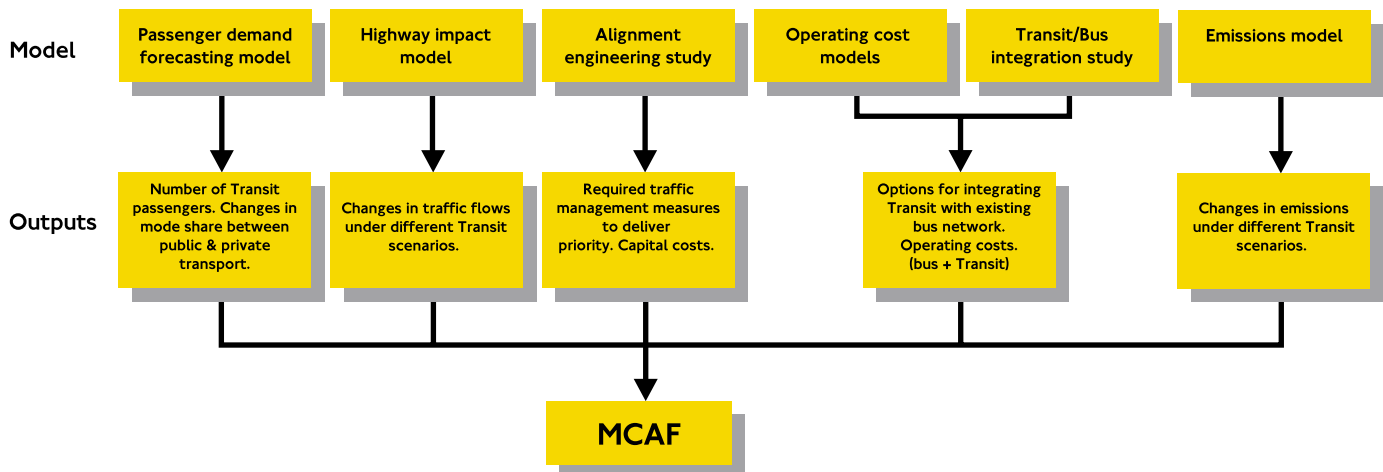 Model
Passenger demand
forecasting model
Highway impact
model
Alignment
engineering study
Operating cost
models
Transit/Bus
integration study
Emissions model
Outputs
Number of Transit
passengers. Changes in
mode share between
public & private
transport.
Changes in traffic flows
under different Transit
scenarios.
Required traffic
management measures
to deliver
priority. Capital costs.
Options for integrating
Transit with existing
bus network.
Operating costs.
(bus + Transit)
Changes in emissions
under different Transit
scenarios.
MCAF